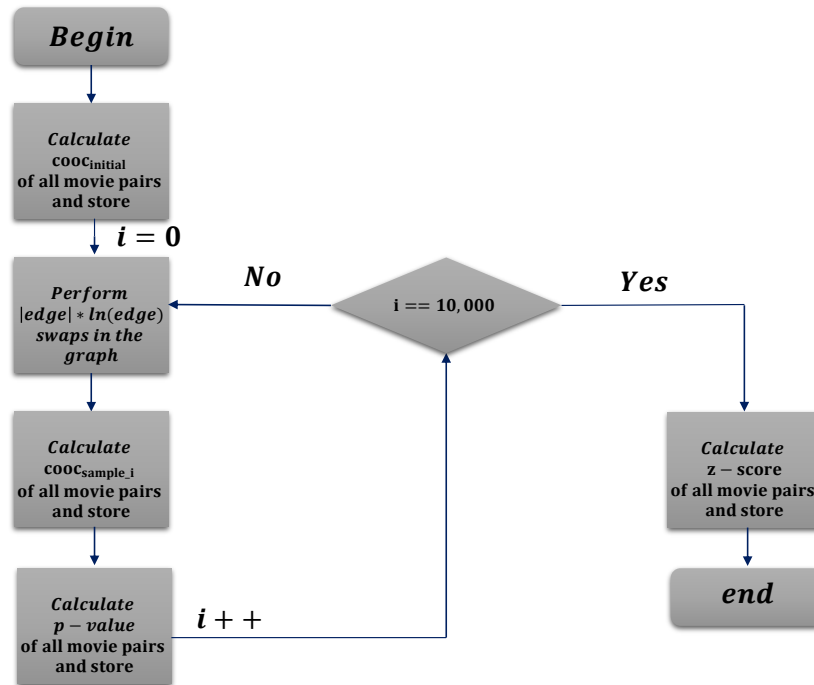 Begin
Calculate
cooc_initial
of all movie pairs
and store
i = 0
Perform
|edge| * ln(edge)
swaps in the
graph
Calculate
cooc_sample_i
of all movie pairs
and store
Calculate
p − value
of all movie pairs
and store
i + +
i == 10,000
No
Yes
Calculate
z − score
of all movie pairs
and store
end